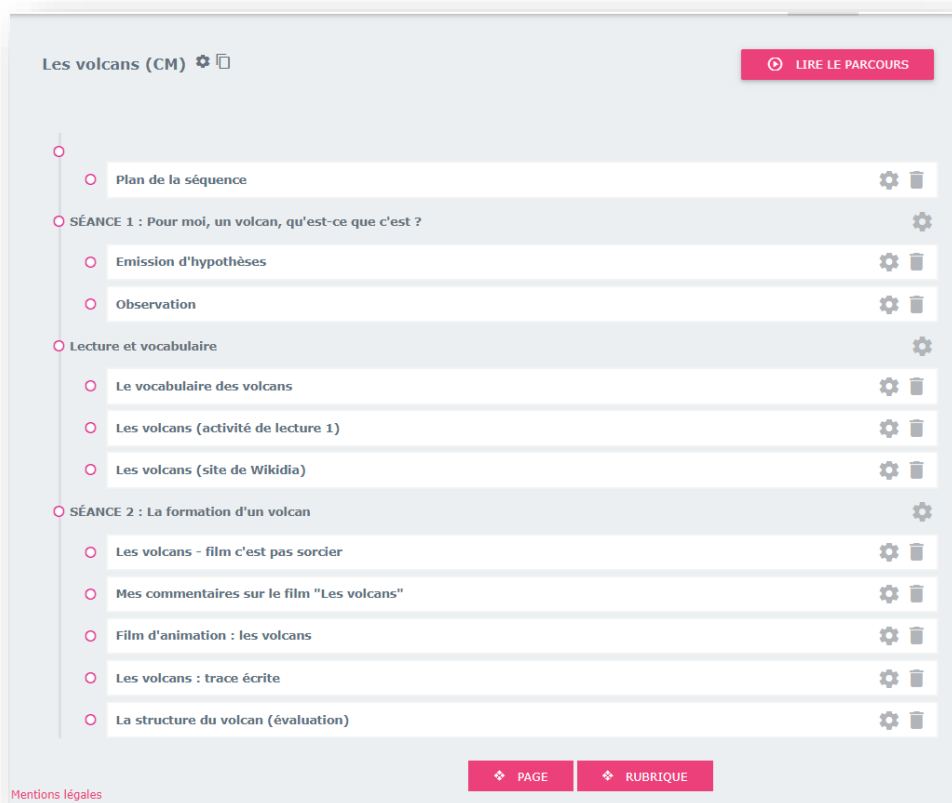 Les volcans (CM)
LIRE LE PARCOURS
Plan de la séquence
SÉANCE 1 : Pour moi, un volcan, qu'est-ce que c'est ?
Emission d'hypothèses
Observation
Lecture et vocabulaire
Le vocabulaire des volcans
Les volcans (activité de lecture 1)
Les volcans (site de Wikidia)
SÉANCE 2 : La formation d'un volcan
Les volcans - film c'est pas sorcier
Mes commentaires sur le film "Les volcans"
Film d'animation : les volcans
Les volcans : trace écrite
La structure du volcan (évaluation)
PAGE
RUBRIQUE
Mentions légales